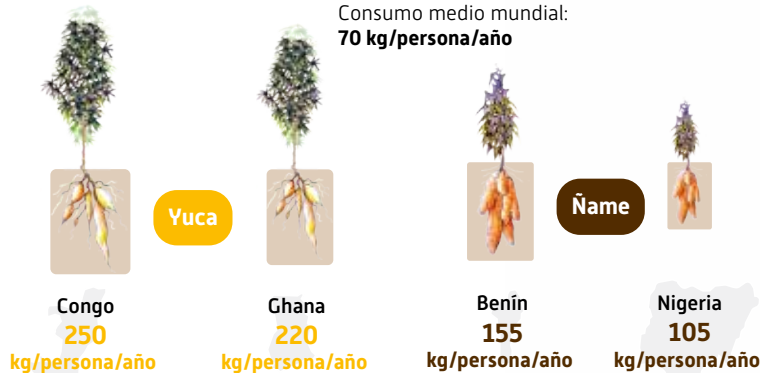 Consumo medio mundial:
70 kg/persona/año
Yuca
Ñame
Congo
250
kg/persona/año
Ghana
220
kg/persona/año
Benín
155
kg/persona/año
Nigeria
105
kg/persona/año